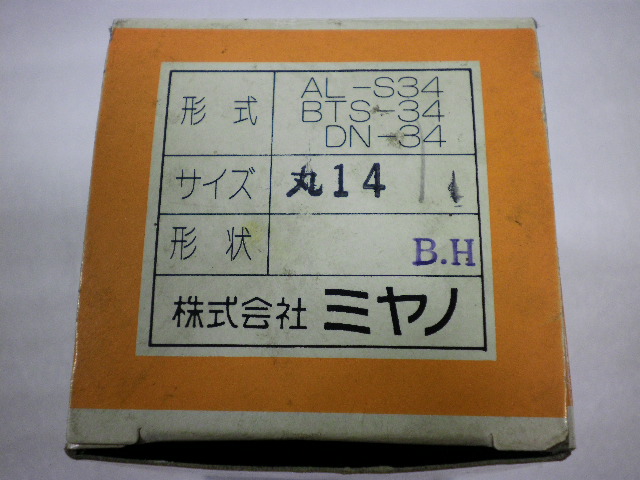 形式 AL-S34
BTS-34
DN-34
サイズ 丸14
形状 B.H
株式会社 ミヤノ